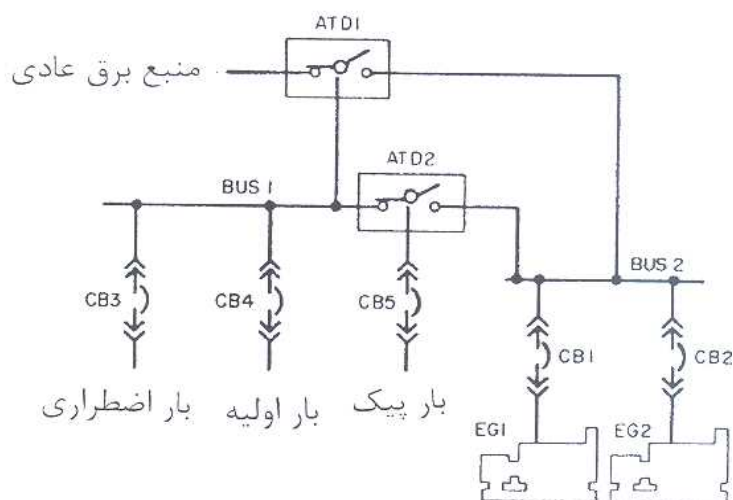 ATD1
منبع برق عادی
ATD2
BUS 1
BUS 2
CB3
CB4
CB5
CB1
CB2
بار اضطراری
بار اولیه
بار پیک
EG1
EG2